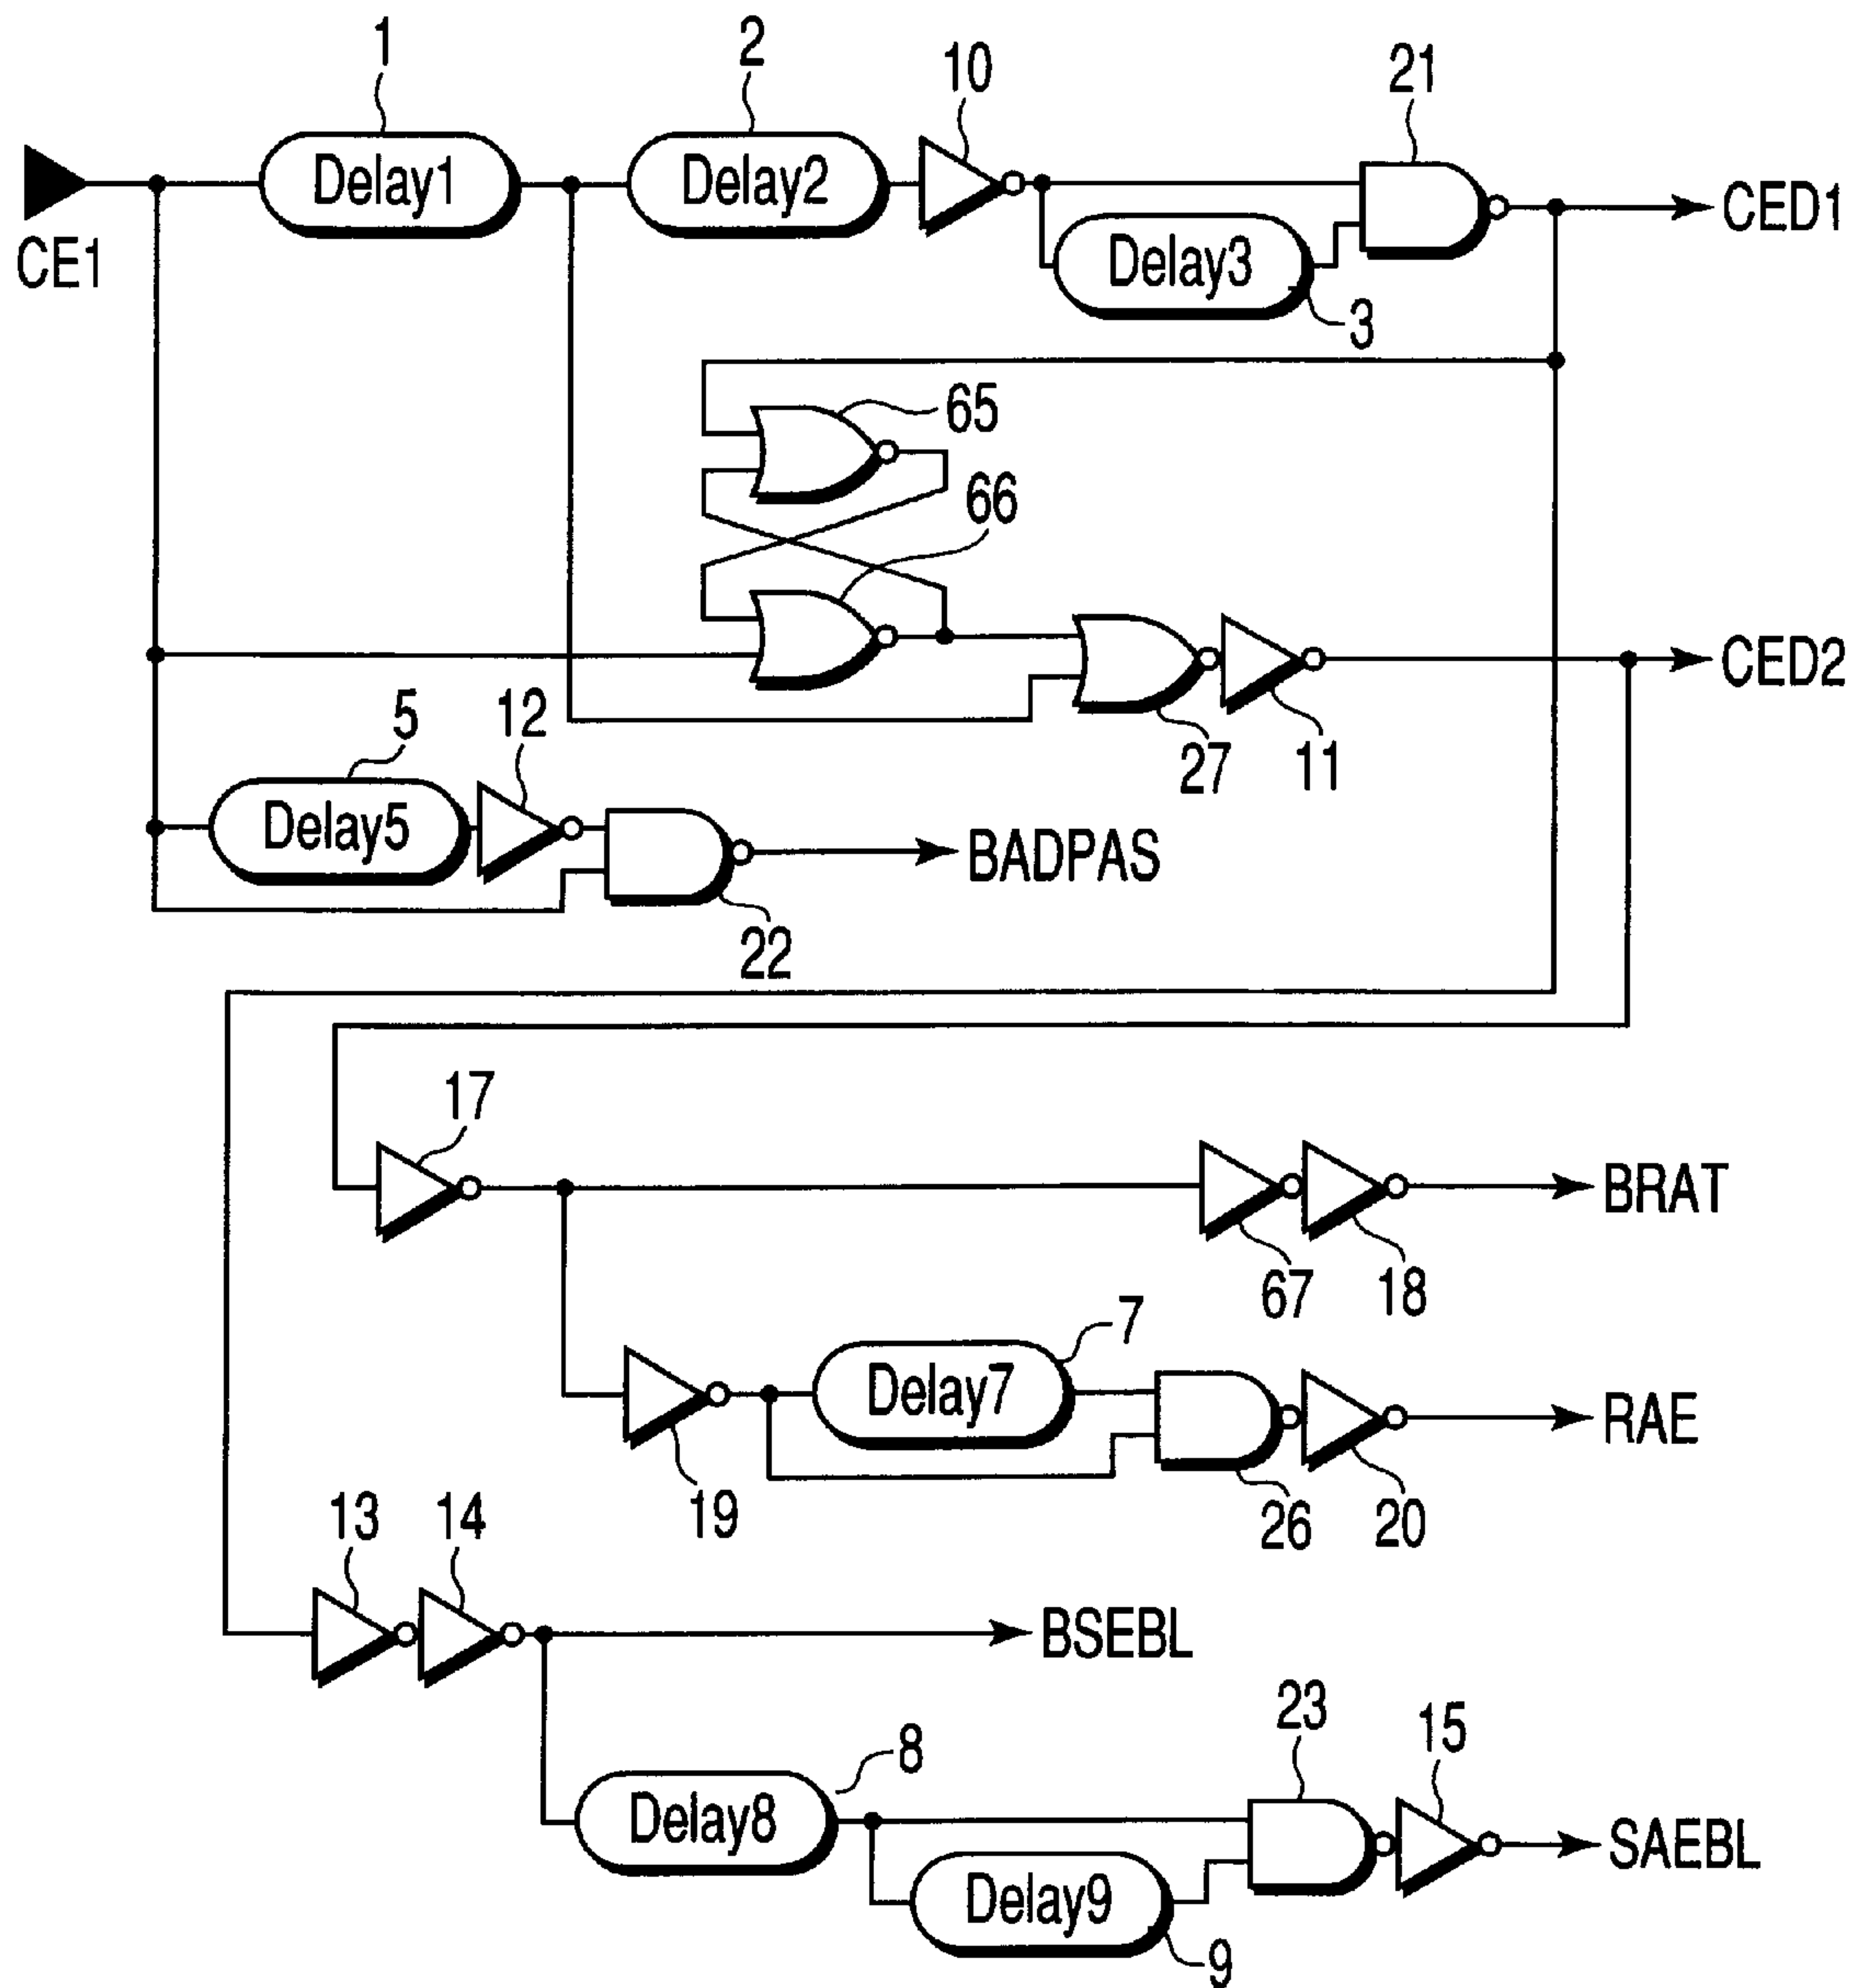 1
2
10
21
Delay1
Delay2
CE1
CED1
Delay3
3
65
66
CED2
5
12
27
11
Delay5
BADPAS
22
17
BRAT
67
18
7
Delay7
RAE
19
26
20
13
14
BSEBL
23
15
8
Delay8
SAEBL
Delay9
9